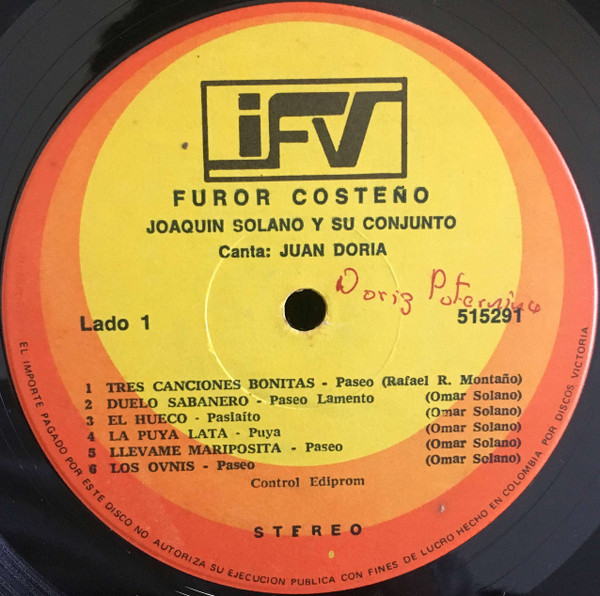 iFV
FUROR COSTEÑO
JOAQUIN SOLANO Y SU CONJUNTO
Canta: JUAN DORIA
Doriz
Lado 1 515291
1 TRES CANCIONES BONITAS - Paseo (Rafael R. Montaño)
2 DUELO SABANERO - Paseo Lamento (Omar Solano)
3 EL HUECO - Paslaíto (Omar Solano)
4 LA PUYA LATA - Puya (Omar Solano)
5 LLEVAME MARIPOSITA - Paseo (Omar Solano)
6 LOS OVNIS - Paseo (Omar Solano)
Control Ediprom
STEREO
EL IMPORTE PAGADO POR ESTE DISCO NO AUTORIZA SU EJECUCION PUBLICA CON FINES DE LUCRO HECHO EN COLOMBIA POR DISCOS VICTORIA